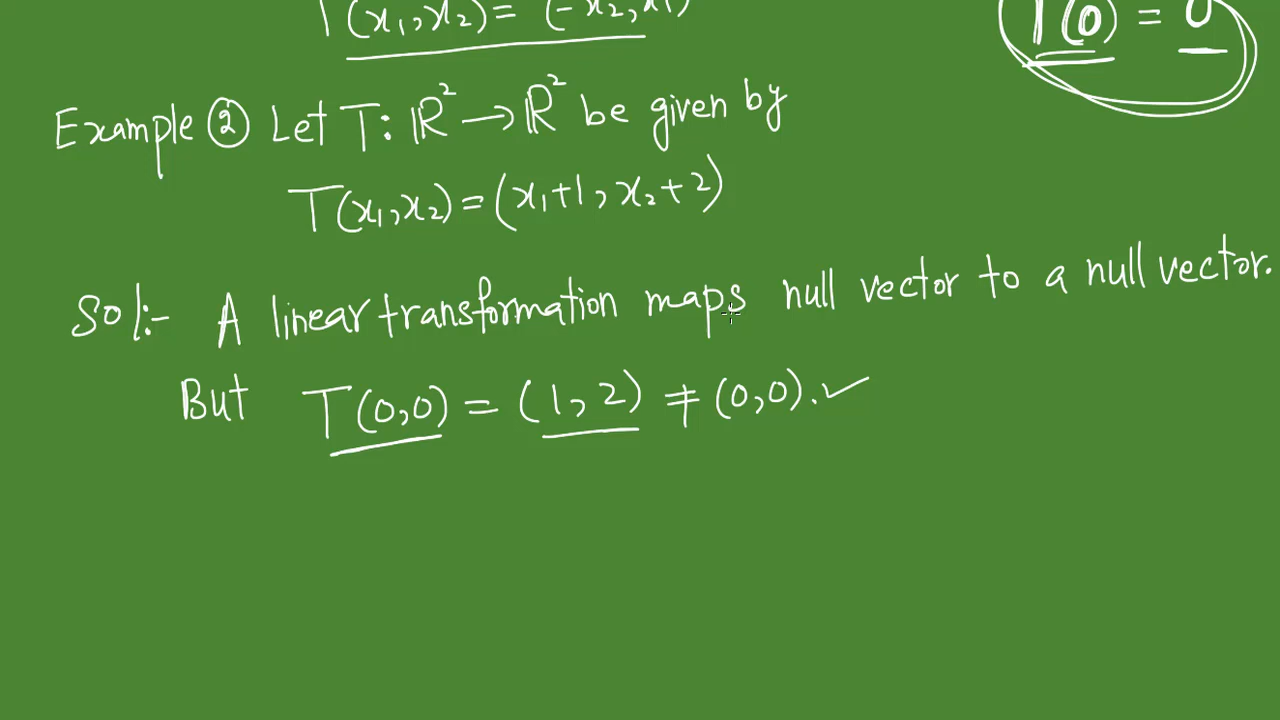 T(x₁,x₂) = (-x₂,x₁)
T(0) = 0
Example ② Let T: ℝ² → ℝ² be given by
T(x₁,x₂) = (x₁+1, x₂+2)
Sol:- A linear transformation maps null vector to a null vector.
But T(0,0) = (1,2) ≠ (0,0). ✓